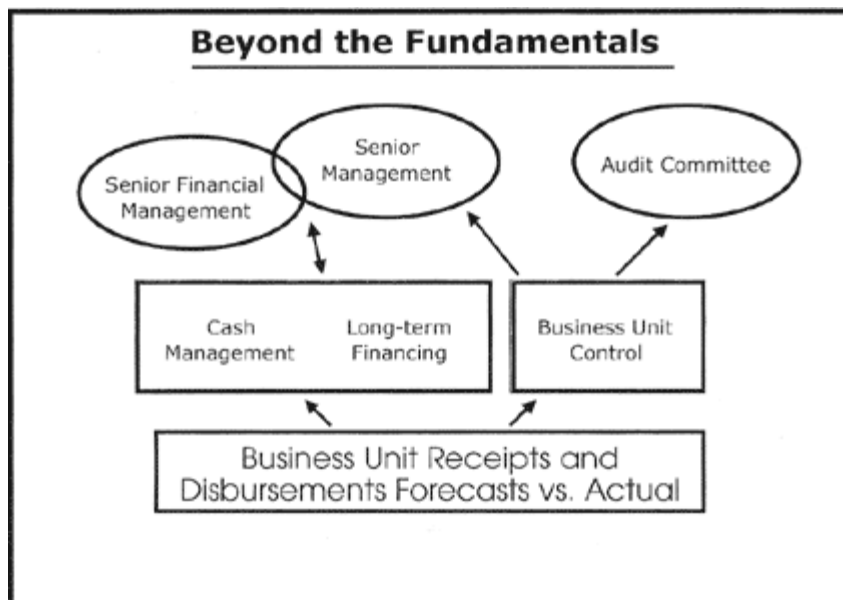 Beyond the Fundamentals
Senior
Management
Senior Financial
Management
Audit Committee
Cash
Management
Long-term
Financing
Business Unit
Control
Business Unit Receipts and
Disbursements Forecasts vs. Actual